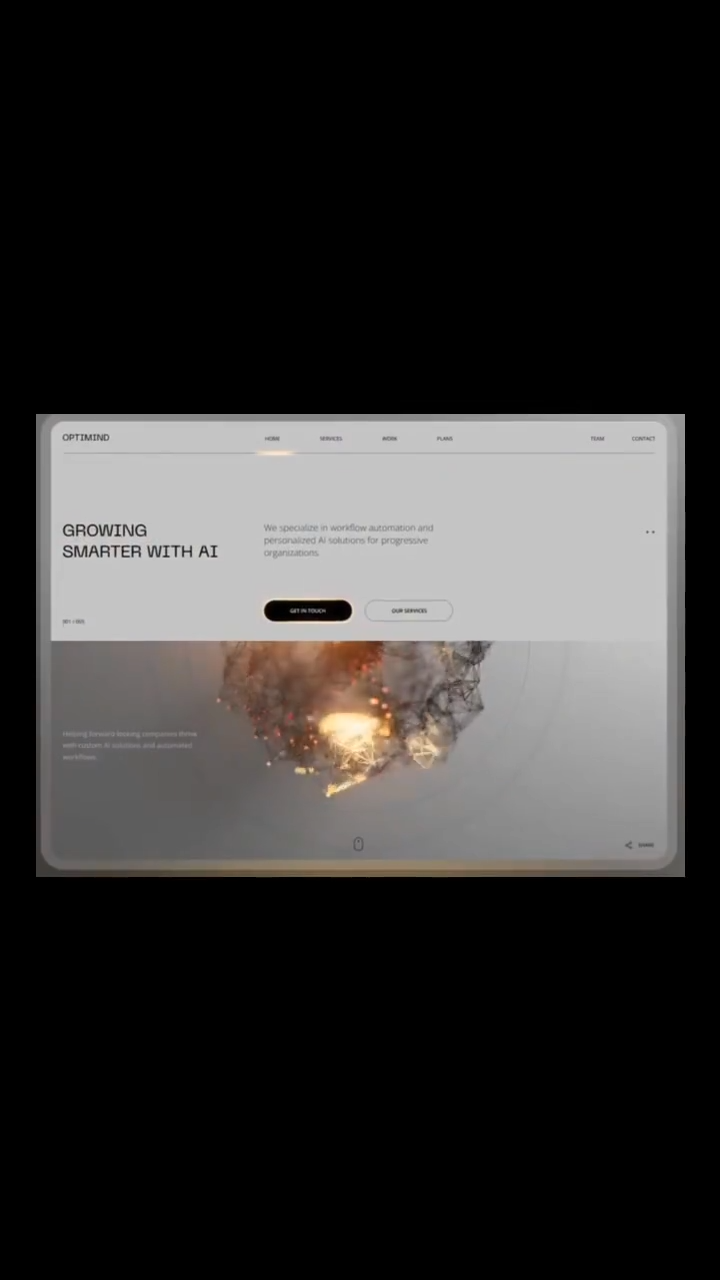 OPTIMIND
HOME SERVICES WORK PLANS TEAM CONTACT
GROWING
SMARTER WITH AI
We specialize in workflow automation and
personalized AI solutions for progressive
organizations.
GET IN TOUCH
OUR SERVICES
Helping forward-looking companies thrive
with custom AI solutions and automated
workflows.
SHARE